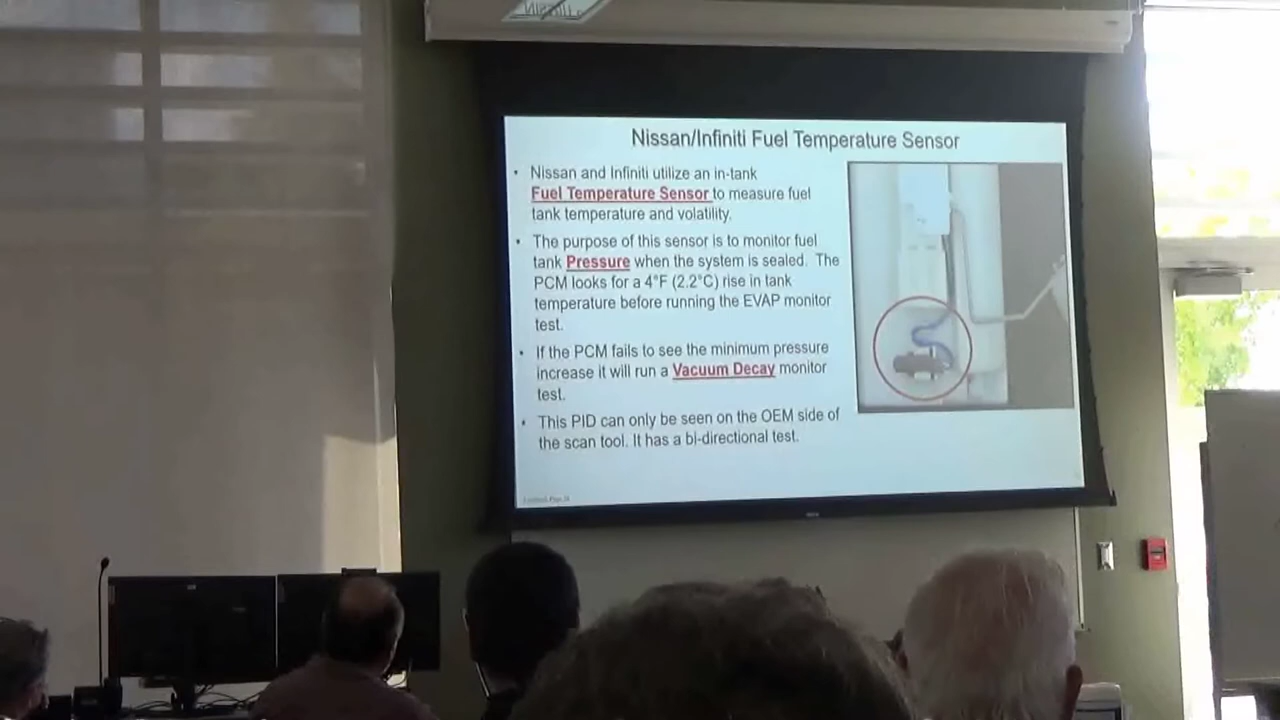 Nissan/Infiniti Fuel Temperature Sensor
• Nissan and Infiniti utilize an in-tank
Fuel Temperature Sensor to measure fuel
tank temperature and volatility.
• The purpose of this sensor is to monitor fuel
tank Pressure when the system is sealed. The
PCM looks for a 4°F (2.2°C) rise in tank
temperature before running the EVAP monitor
test.
• If the PCM fails to see the minimum pressure
increase it will run a Vacuum Decay monitor
test.
• This PID can only be seen on the OEM side of
the scan tool. It has a bi-directional test.